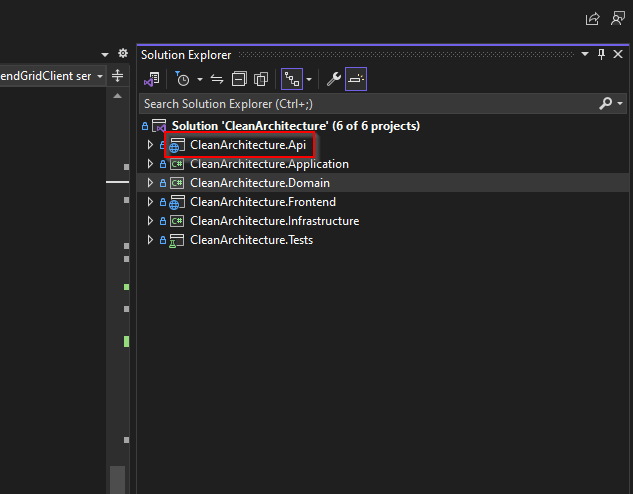 endGridClient ser
Solution Explorer
Search Solution Explorer (Ctrl+;)
Solution 'CleanArchitecture' (6 of 6 projects)
CleanArchitecture.Api
C# CleanArchitecture.Application
C# CleanArchitecture.Domain
CleanArchitecture.Frontend
C# CleanArchitecture.Infrastructure
CleanArchitecture.Tests